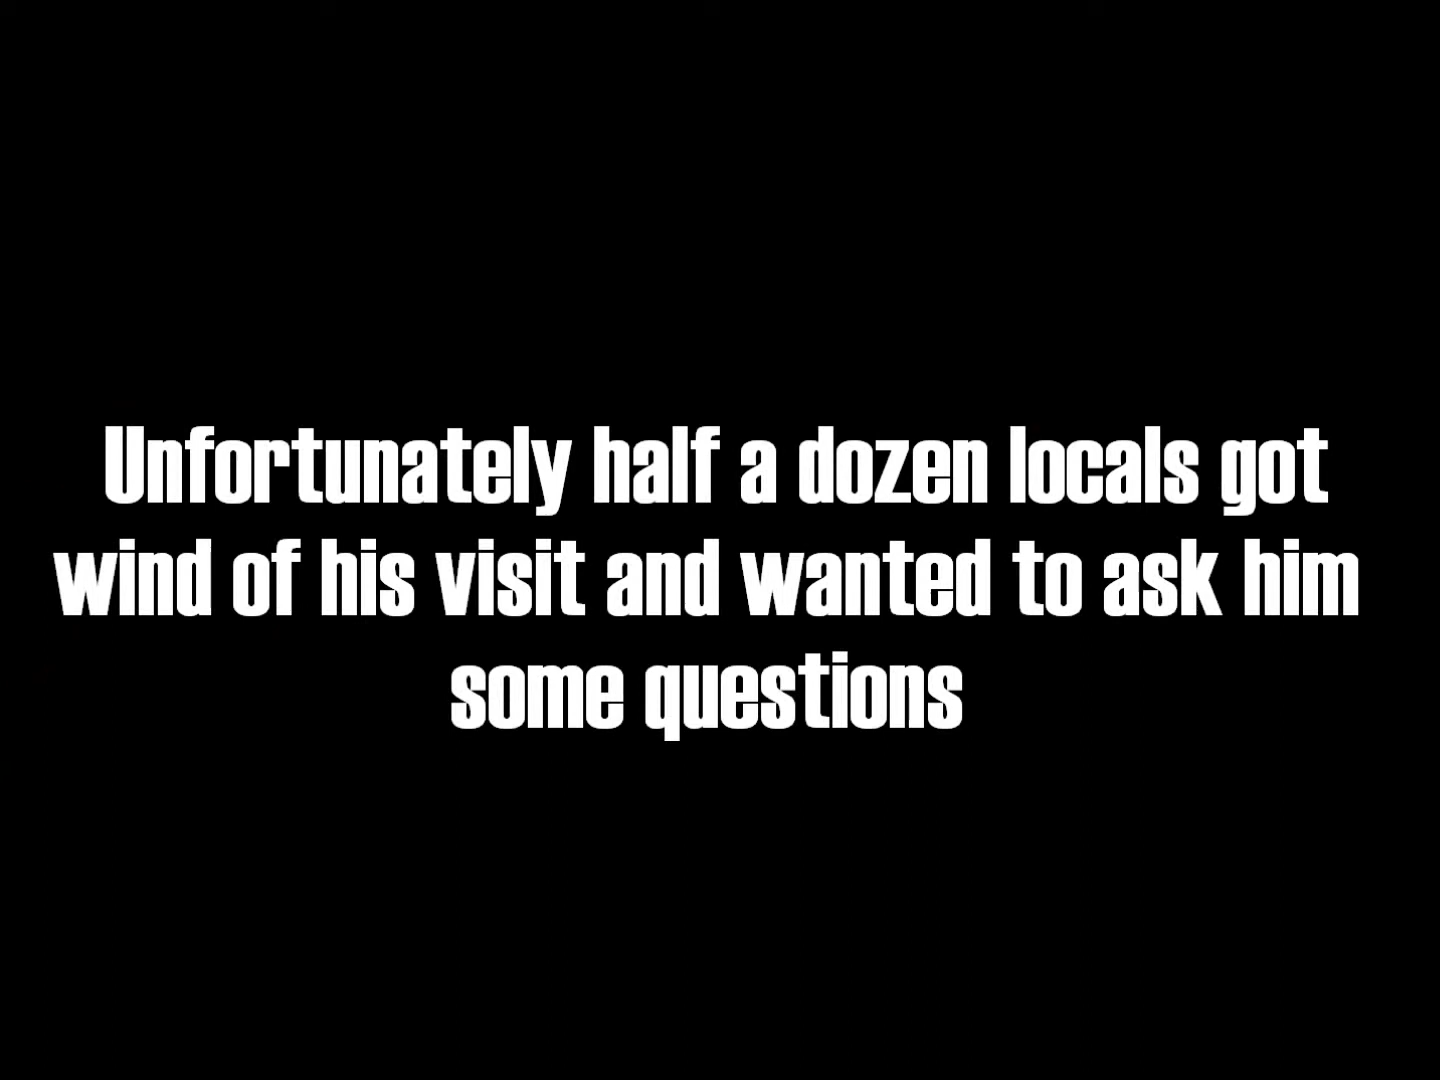 Unfortunately half a dozen locals got
wind of his visit and wanted to ask him
some questions